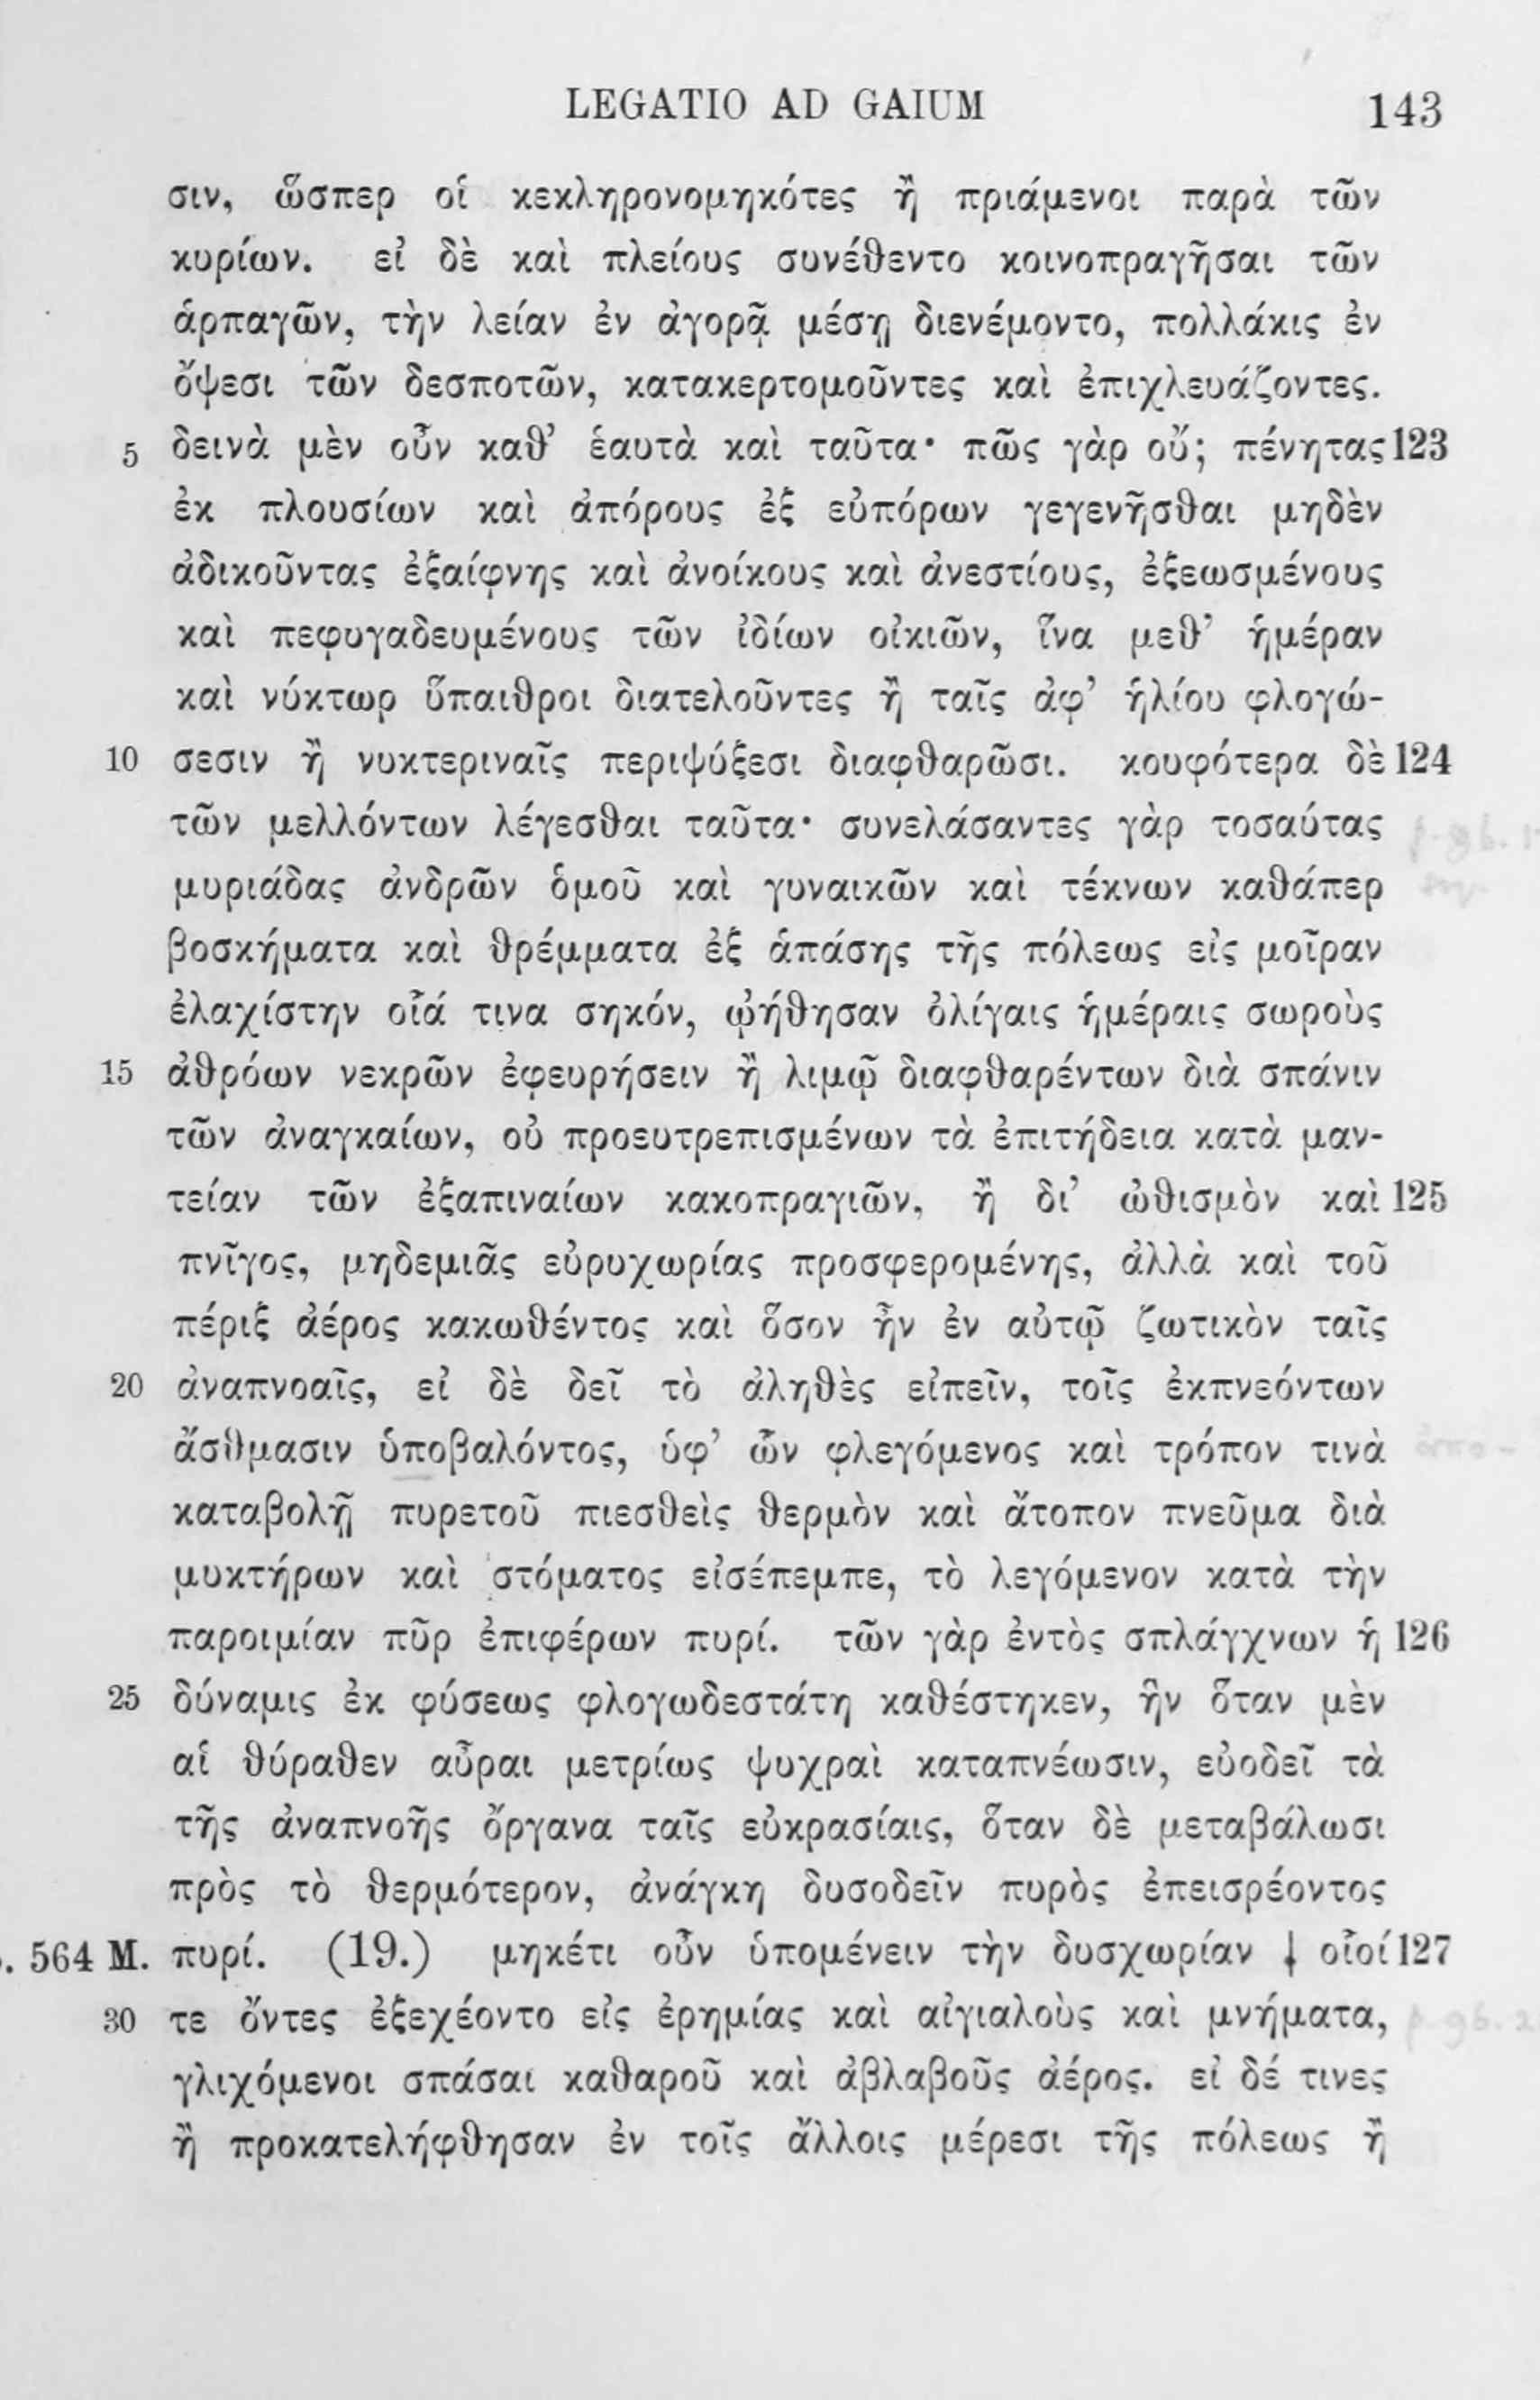 LEGATIO AD GAIUM 143
σιν, ὥσπερ οἱ κεκληρονομηκότες ἢ πριάμενοι παρὰ τῶν
κυρίων. εἰ δὲ καὶ πλείους συνέθεντο κοινοπραγῆσαι τῶν
ἁρπαγῶν, τὴν λείαν ἐν ἀγορᾷ μέσῃ διενέμοντο, πολλάκις ἐν
ὄψεσι τῶν δεσποτῶν, κατακερτομοῦντες καὶ ἐπιχλευάζοντες.
5 δεινὰ μὲν οὖν καθ’ ἑαυτὰ καὶ ταῦτα· πῶς γὰρ οὔ; πένητας 123
ἐκ πλουσίων καὶ ἀπόρους ἐξ εὐπόρων γεγενῆσθαι μηδὲν
ἀδικοῦντας ἐξαίφνης καὶ ἀνοίκους καὶ ἀνεστίους, ἐξεωσμένους
καὶ πεφυγαδευμένους τῶν ἰδίων οἰκιῶν, ἵνα μεθ’ ἡμέραν
καὶ νύκτωρ ὕπαιθροι διατελοῦντες ἢ ταῖς ἀφ’ ἡλίου φλογώ-
10 σεσιν ἢ νυκτεριναῖς περιψύξεσι διαφθαρῶσι. κουφότερα δὲ 124
τῶν μελλόντων λέγεσθαι ταῦτα· συνελάσαντες γὰρ τοσαύτας
μυριάδας ἀνδρῶν ὁμοῦ καὶ γυναικῶν καὶ τέκνων καθάπερ
βοσκήματα καὶ θρέμματα ἐξ ἁπάσης τῆς πόλεως εἰς μοῖραν
ἐλαχίστην οἷά τινα σηκόν, ᾠήθησαν ὀλίγαις ἡμέραις σωροὺς
15 ἀθρόων νεκρῶν ἐφευρήσειν ἢ λιμῷ διαφθαρέντων διὰ σπάνιν
τῶν ἀναγκαίων, οὐ προευτρεπισμένων τὰ ἐπιτήδεια κατὰ μαν-
τείαν τῶν ἐξαπιναίων κακοπραγιῶν, ἢ δι’ ὠθισμὸν καὶ 125
πνῖγος, μηδεμιᾶς εὐρυχωρίας προσφερομένης, ἀλλὰ καὶ τοῦ
πέριξ ἀέρος κακωθέντος καὶ ὅσον ἦν ἐν αὐτῷ ζωτικὸν ταῖς
20 ἀναπνοαῖς, εἰ δὲ δεῖ τὸ ἀληθὲς εἰπεῖν, τοῖς ἐκπνεόντων
ἄσθμασιν ὑποβαλόντος, ὑφ’ ὧν φλεγόμενος καὶ τρόπον τινὰ
καταβολῇ πυρετοῦ πιεσθεὶς θερμὸν καὶ ἄτοπον πνεῦμα διὰ
μυκτήρων καὶ στόματος εἰσέπεμπε, τὸ λεγόμενον κατὰ τὴν
παροιμίαν πῦρ ἐπιφέρων πυρί. τῶν γὰρ ἐντὸς σπλάγχνων ἡ 126
25 δύναμις ἐκ φύσεως φλογωδεστάτη καθέστηκεν, ἣν ὅταν μὲν
αἱ θύραθεν αὖραι μετρίως ψυχραὶ καταπνέωσιν, εὐοδεῖ τὰ
τῆς ἀναπνοῆς ὄργανα ταῖς εὐκρασίαις, ὅταν δὲ μεταβάλωσι
πρὸς τὸ θερμότερον, ἀνάγκη δυσοδεῖν πυρὸς ἐπεισρέοντος
. 564 M. πυρί. (19.) μηκέτι οὖν ὑπομένειν τὴν δυσχωρίαν | οἷοί 127
30 τε ὄντες ἐξεχέοντο εἰς ἐρημίας καὶ αἰγιαλοὺς καὶ μνήματα,
γλιχόμενοι σπάσαι καθαροῦ καὶ ἀβλαβοῦς ἀέρος. εἰ δέ τινες
ἢ προκατελήφθησαν ἐν τοῖς ἄλλοις μέρεσι τῆς πόλεως ἢ